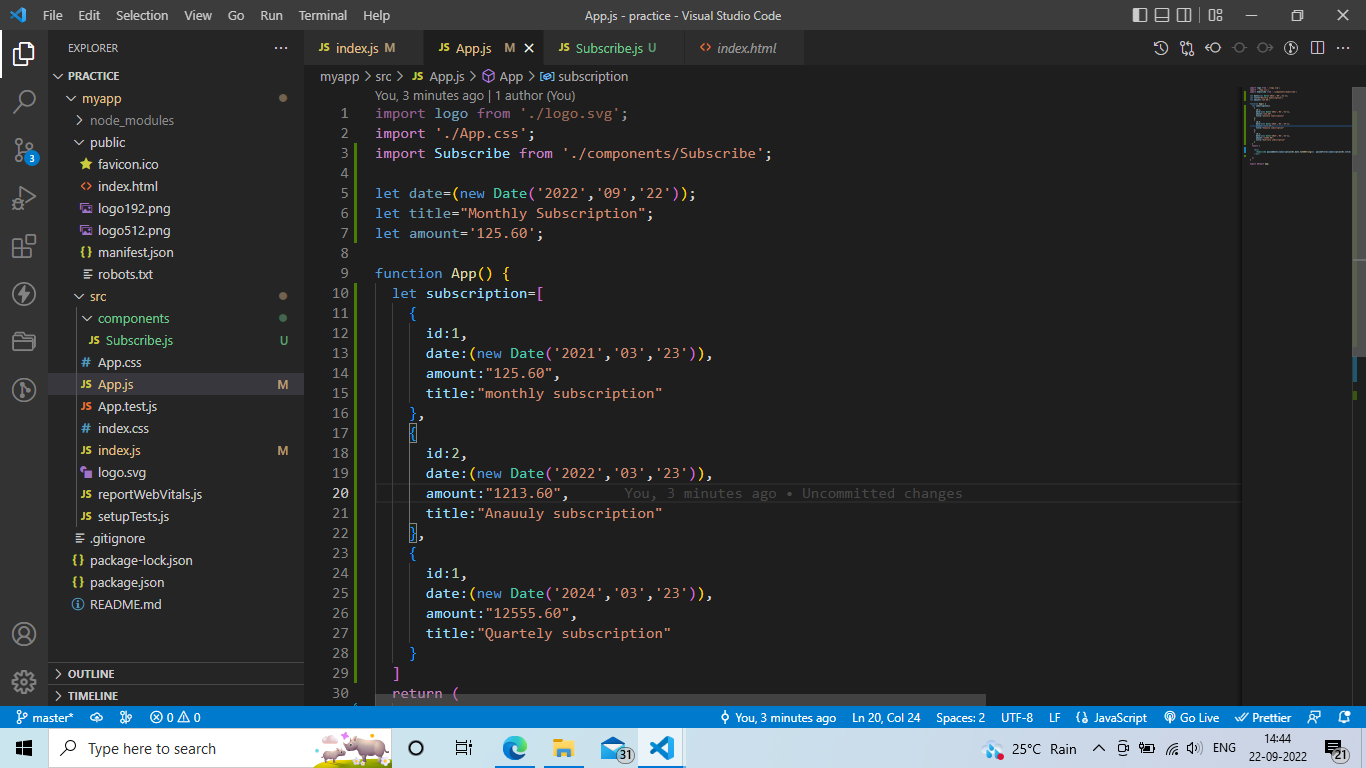 File Edit Selection View Go Run Terminal Help App.js - practice - Visual Studio Code
EXPLORER
PRACTICE
myapp
node_modules
public
favicon.ico
index.html
logo192.png
logo512.png
manifest.json
robots.txt
src
components
Subscribe.js U
App.css
App.js M
App.test.js
index.css
index.js M
logo.svg
reportWebVitals.js
setupTests.js
.gitignore
package-lock.json
package.json
README.md
OUTLINE
TIMELINE
3
index.js M App.js M Subscribe.js U index.html
myapp > src > JS App.js > App > subscription
You, 3 minutes ago | 1 author (You)
1 import logo from './logo.svg';
2 import './App.css';
3 import Subscribe from './components/Subscribe';
4
5 let date=(new Date('2022','09','22'));
6 let title="Monthly Subscription";
7 let amount='125.60';
8
9 function App() {
10 let subscription=[
11 {
12 id:1,
13 date:(new Date('2021','03','23')),
14 amount:"125.60",
15 title:"monthly subscription"
16 },
17 {
18 id:2,
19 date:(new Date('2022','03','23')),
20 amount:"1213.60", You, 3 minutes ago • Uncommitted changes
21 title:"Anauuly subscription"
22 },
23 {
24 id:1,
25 date:(new Date('2024','03','23')),
26 amount:"12555.60",
27 title:"Quartely subscription"
28 }
29 ]
30 return (
master* 0 0 You, 3 minutes ago Ln 20, Col 24 Spaces: 2 UTF-8 LF {} JavaScript Go Live Prettier
Type here to search 31 25°C Rain ENG 14:44
22-09-2022 21